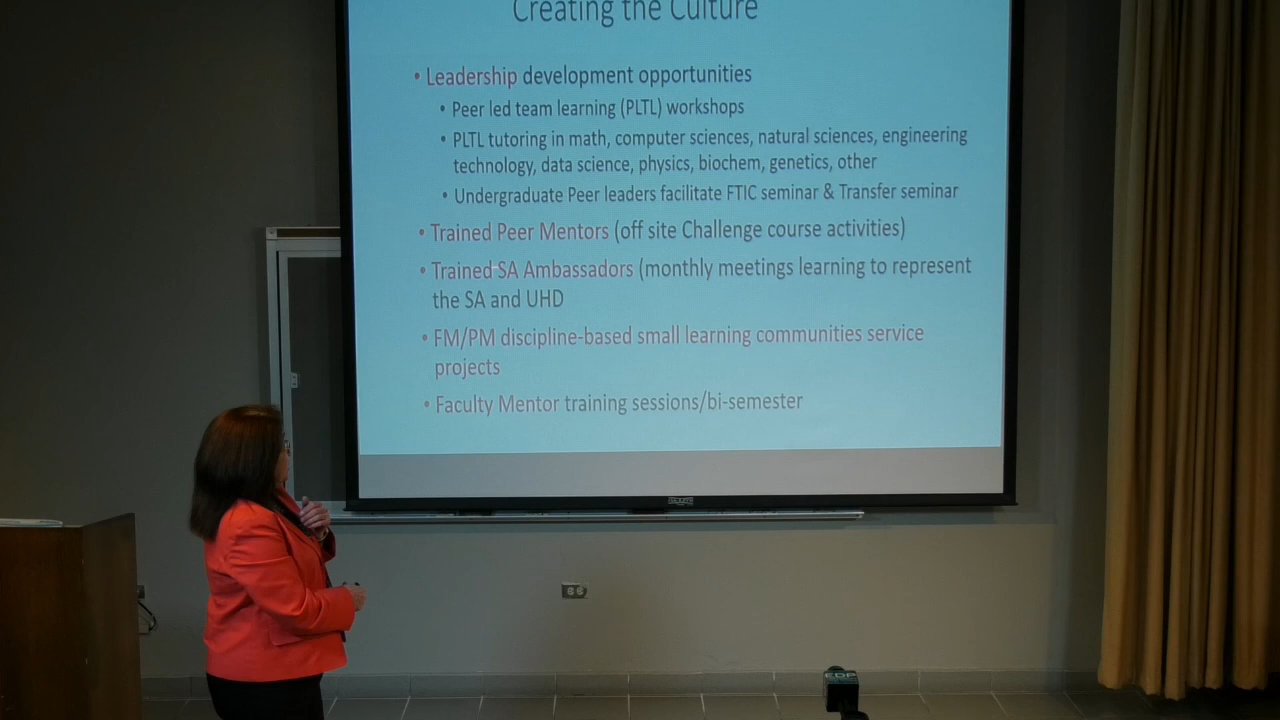 Creating the Culture
• Leadership development opportunities
• Peer led team learning (PLTL) workshops
• PLTL tutoring in math, computer sciences, natural sciences, engineering
technology, data science, physics, biochem, genetics, other
• Undergraduate Peer leaders facilitate FTIC seminar & Transfer seminar
• Trained Peer Mentors (off site Challenge course activities)
• Trained SA Ambassadors (monthly meetings learning to represent
the SA and UHD
• FM/PM discipline-based small learning communities service
projects
• Faculty Mentor training sessions/bi-semester